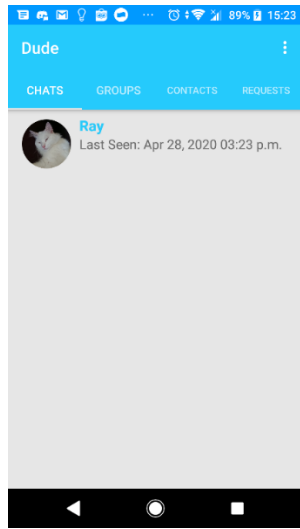 89% 15:23
Dude
CHATS GROUPS CONTACTS REQUESTS
Ray
Last Seen: Apr 28, 2020 03:23 p.m.